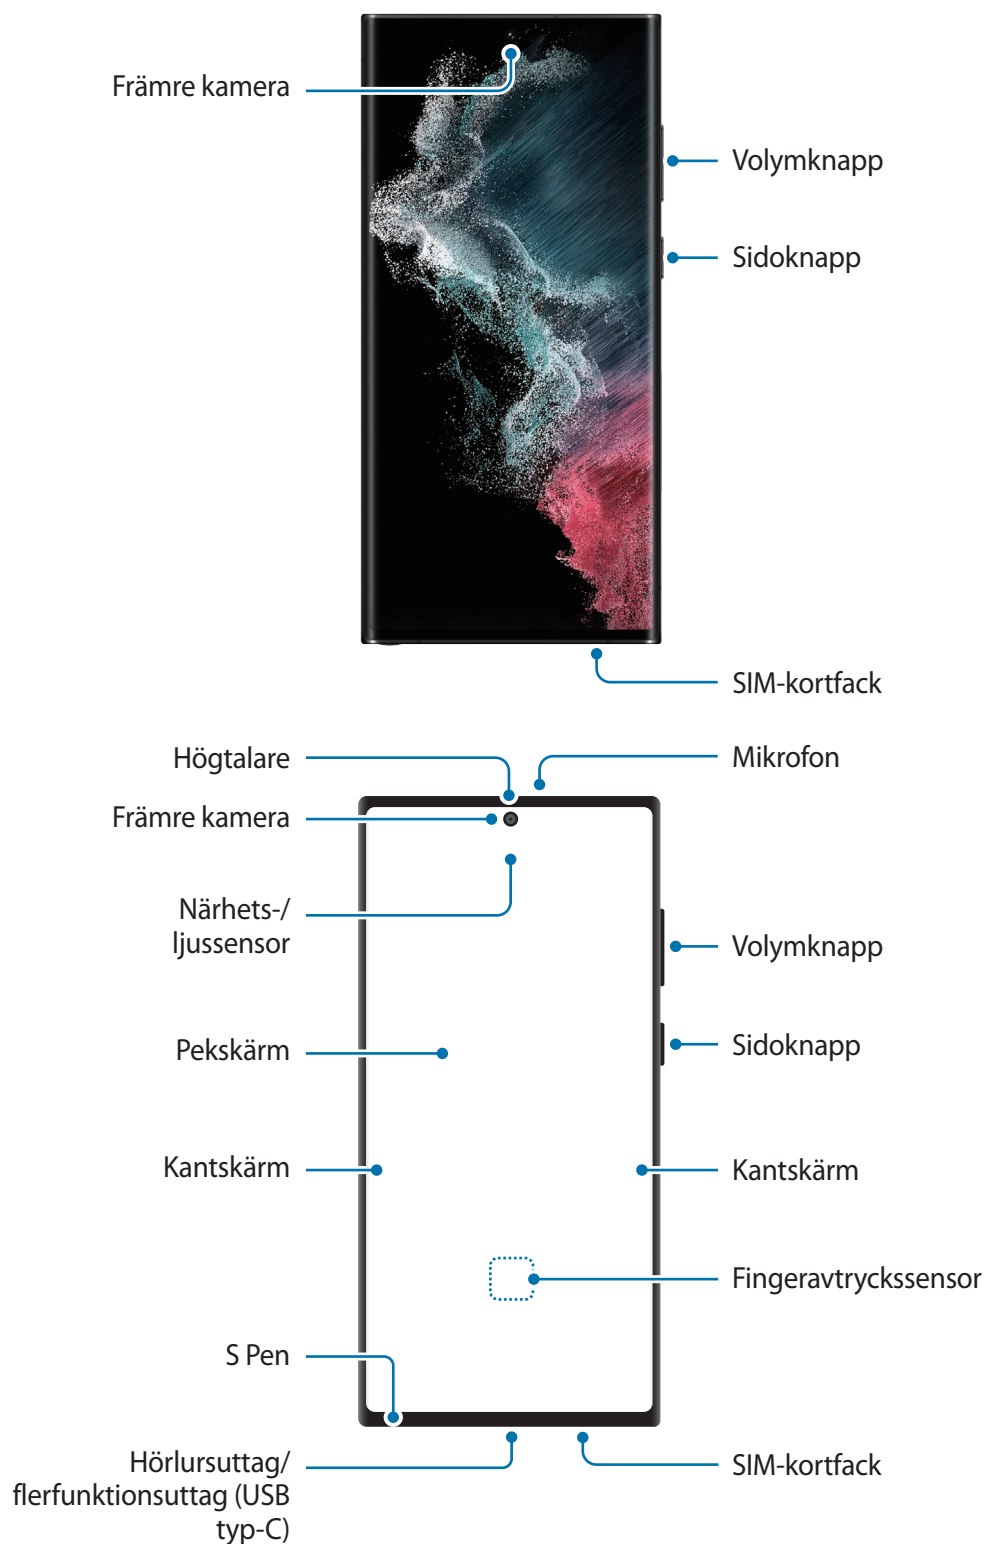 Främre kamera
Volymknapp
Sidoknapp
SIM-kortfack
Högtalare
Mikrofon
Främre kamera
Närhets-/
ljussensor
Volymknapp
Pekskärm
Sidoknapp
Kantskärm
Kantskärm
Fingeravtryckssensor
S Pen
Hörlursuttag/
flerfunktionsuttag (USB
typ-C)
SIM-kortfack